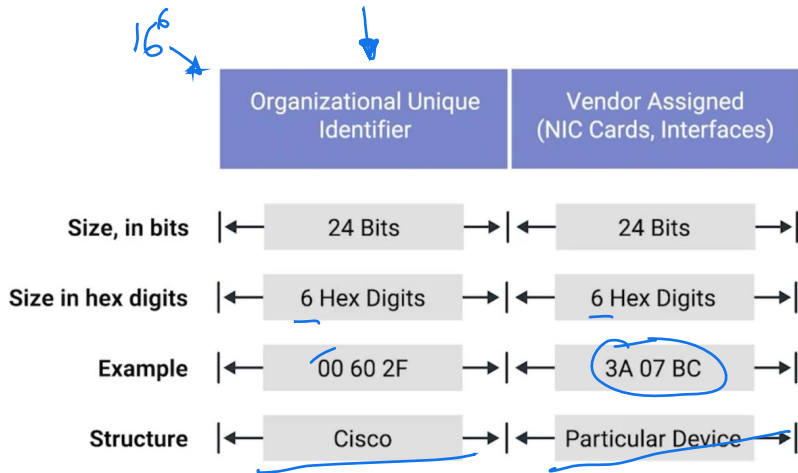 16⁶
Organizational Unique
Identifier
Vendor Assigned
(NIC Cards, Interfaces)
Size, in bits 24 Bits 24 Bits
Size in hex digits 6 Hex Digits 6 Hex Digits
Example 00 60 2F 3A 07 BC
Structure Cisco Particular Device